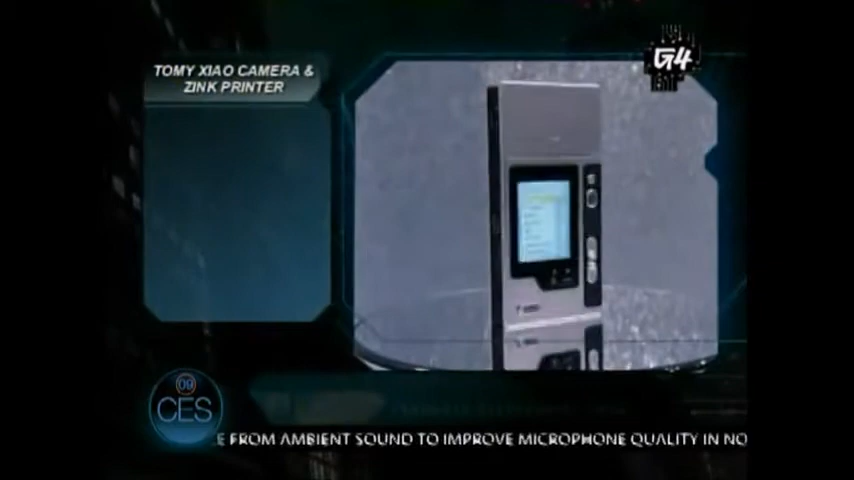 G4
TOMY XIAO CAMERA &
ZINK PRINTER
09
CES
E FROM AMBIENT SOUND TO IMPROVE MICROPHONE QUALITY IN NO